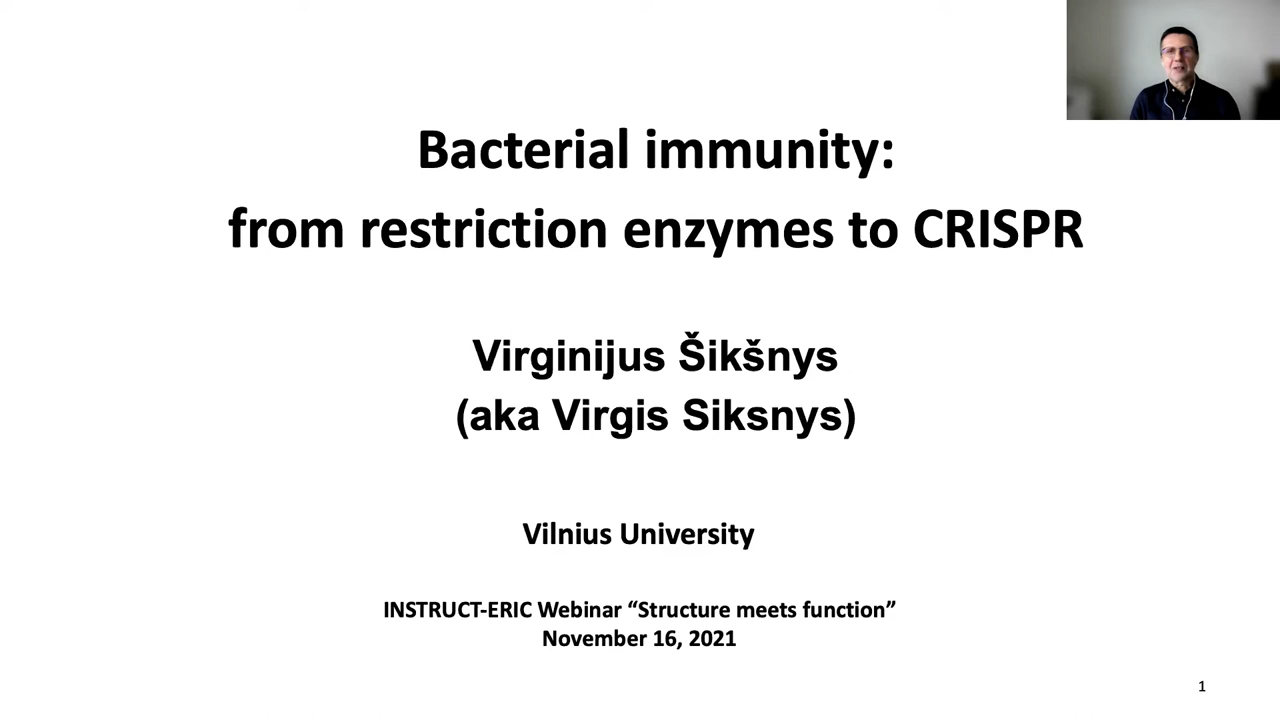 Bacterial immunity:
from restriction enzymes to CRISPR
Virginijus Šikšnys
(aka Virgis Siksnys)
Vilnius University
INSTRUCT-ERIC Webinar “Structure meets function”
November 16, 2021
1